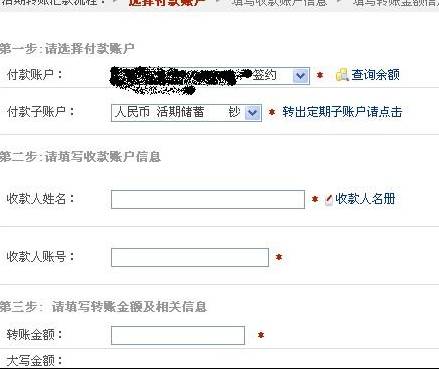 活期转账汇款流程： 选择付款账户 填写收款账户信息 填写转账金额信
第一步:请选择付款账户
付款账户： 签约 * 查询余额
付款子账户： 人民币 活期储蓄 钞 * 转出定期子账户请点击
第二步:请填写收款账户信息
收款人姓名： * 收款人名册
收款人账号： *
第三步: 请填写转账金额及相关信息
转账金额： *
大写金额：